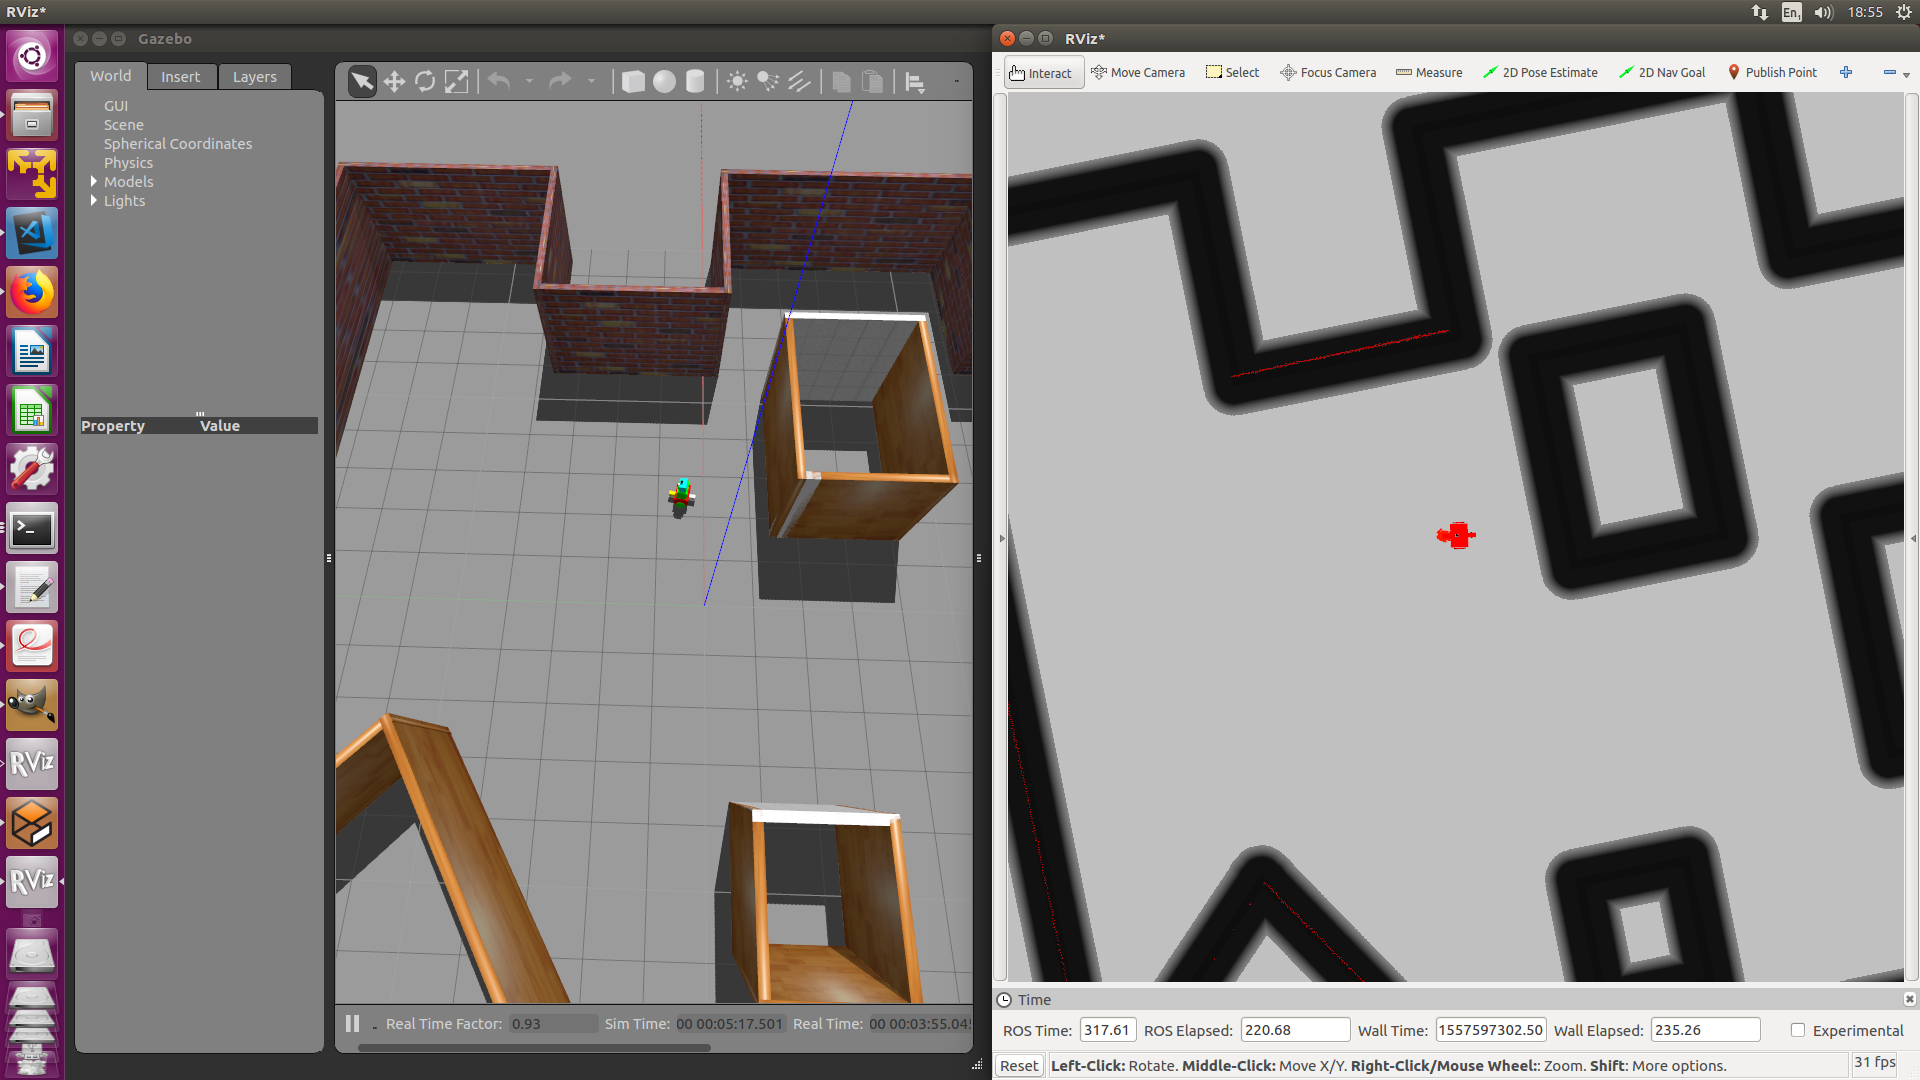 RViz*
En₁
18:55
Gazebo
World
Insert
Layers
GUI
Scene
Spherical Coordinates
Physics
Models
Lights
Property
Value
Real Time Factor:
0.93
Sim Time:
00 00:05:17.501
Real Time:
00 00:03:55.04
RViz
RViz
RViz*
Interact
Move Camera
Select
Focus Camera
Measure
2D Pose Estimate
2D Nav Goal
Publish Point
Time
ROS Time:
317.61
ROS Elapsed:
220.68
Wall Time:
1557597302.50
Wall Elapsed:
235.26
Experimental
Reset
Left-Click: Rotate. Middle-Click: Move X/Y. Right-Click/Mouse Wheel:: Zoom. Shift: More options.
31 fps